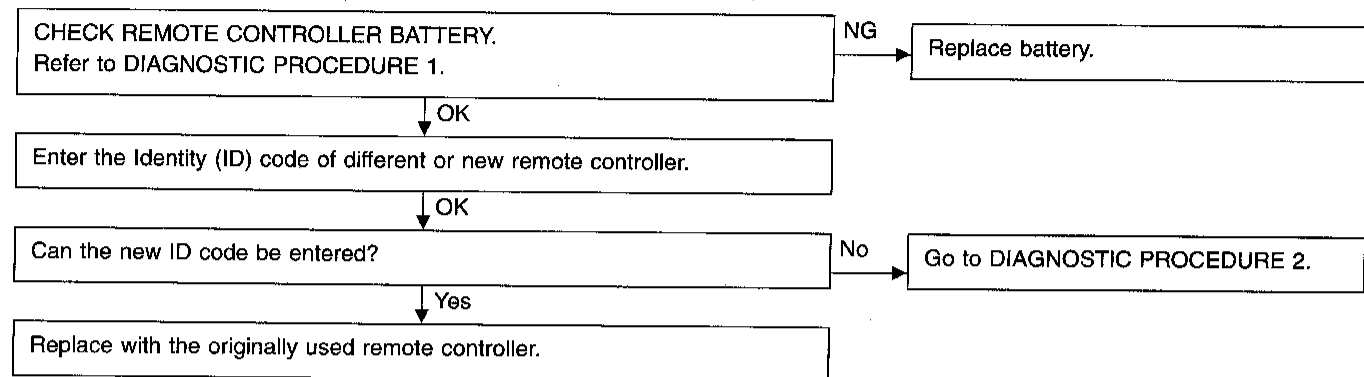 CHECK REMOTE CONTROLLER BATTERY.
Refer to DIAGNOSTIC PROCEDURE 1.
NG
Replace battery.
OK
Enter the Identity (ID) code of different or new remote controller.
OK
Can the new ID code be entered?
No
Go to DIAGNOSTIC PROCEDURE 2.
Yes
Replace with the originally used remote controller.